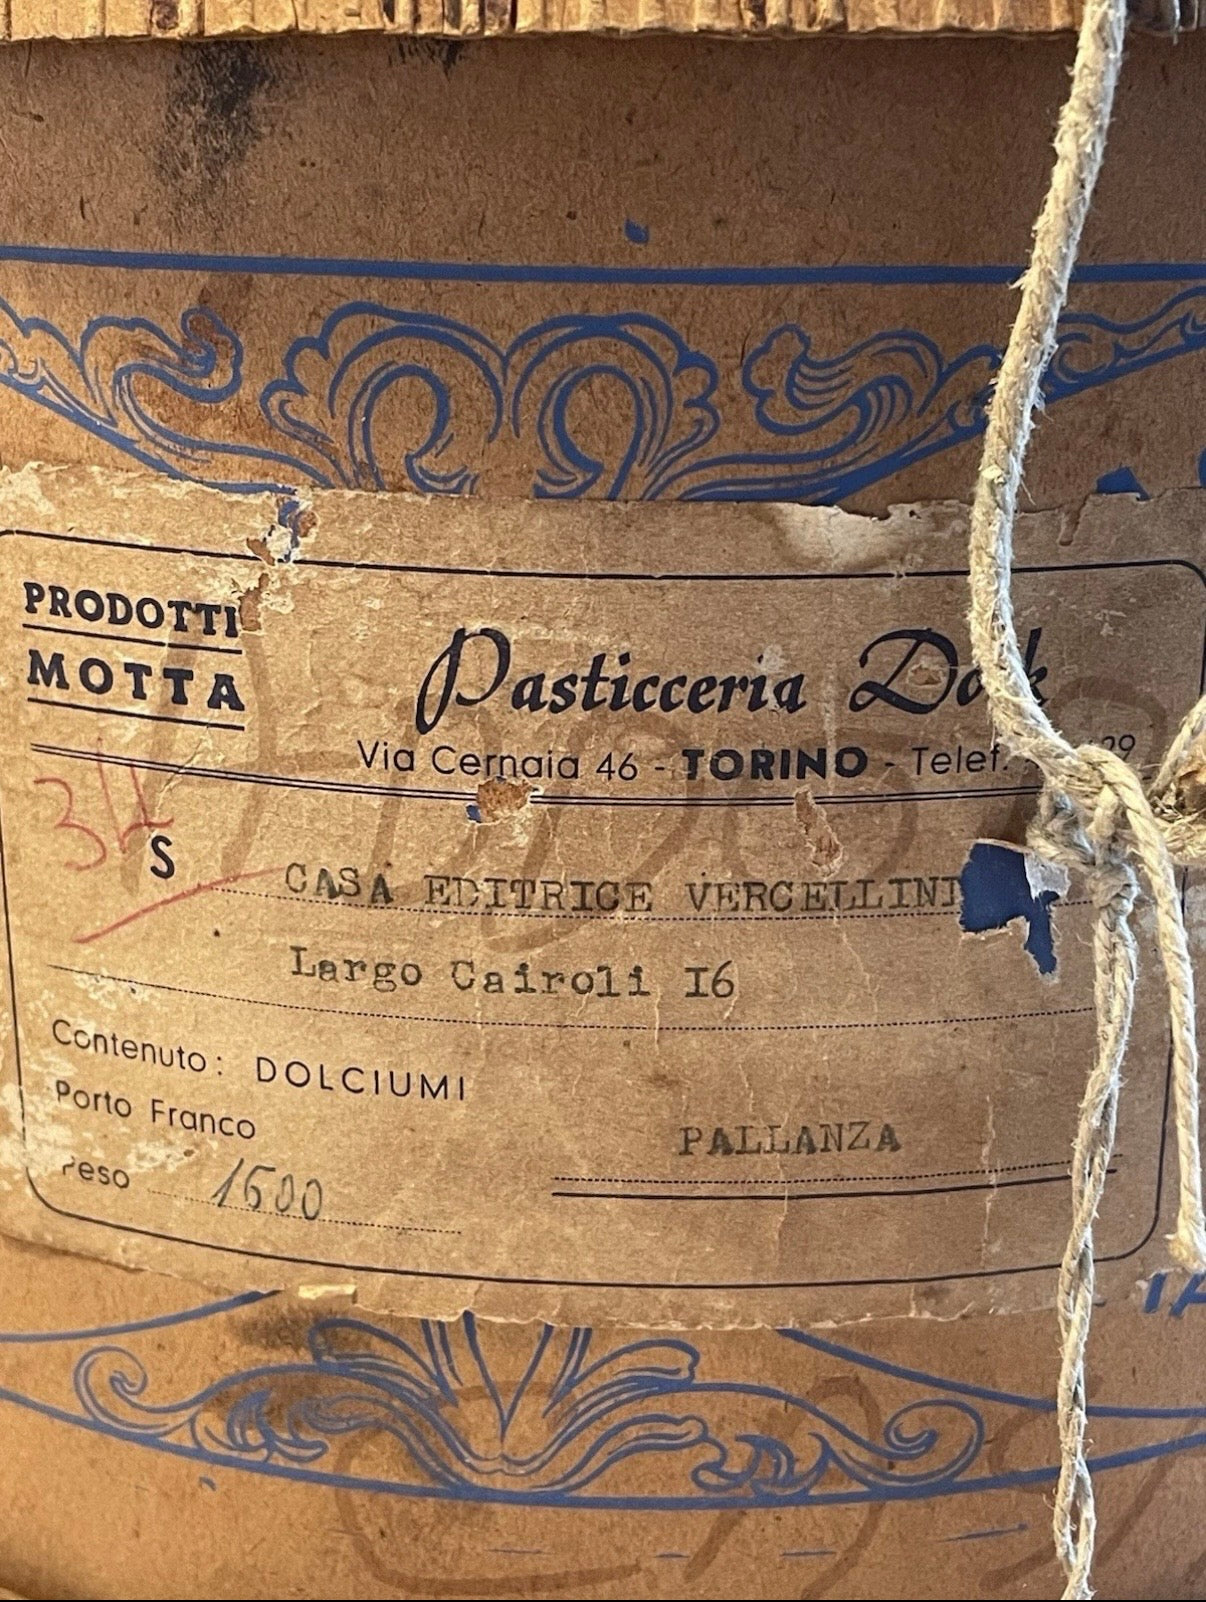 PRODOTTI
MOTTA
Pasticceria
Via Cernaia 46 - TORINO - Telef.
S
CASA EDITRICE VERCELLINI
Largo Cairoli I6
Contenuto: DOLCIUMI
Porto Franco
PALLANZA
Peso 1500